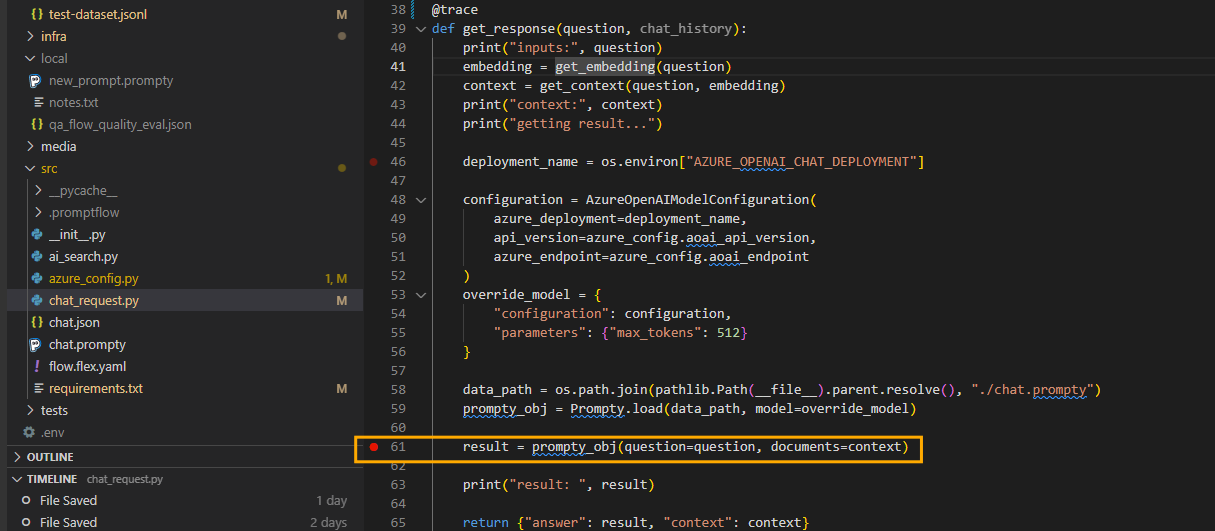 test-dataset.jsonl M
infra
local
new_prompt.prompty
notes.txt
qa_flow_quality_eval.json
media
src
__pycache__
.promptflow
__init__.py
ai_search.py
azure_config.py 1, M
chat_request.py M
chat.json
chat.prompty
flow.flex.yaml
requirements.txt M
tests
.env
OUTLINE
TIMELINE chat_request.py
File Saved 1 day
File Saved 2 days
38 @trace
39 def get_response(question, chat_history):
40 print("inputs:", question)
41 embedding = get_embedding(question)
42 context = get_context(question, embedding)
43 print("context:", context)
44 print("getting result...")
45
46 deployment_name = os.environ["AZURE_OPENAI_CHAT_DEPLOYMENT"]
47
48 configuration = AzureOpenAIModelConfiguration(
49 azure_deployment=deployment_name,
50 api_version=azure_config.aoai_api_version,
51 azure_endpoint=azure_config.aoai_endpoint
52 )
53 override_model = {
54 "configuration": configuration,
55 "parameters": {"max_tokens": 512}
56 }
57
58 data_path = os.path.join(pathlib.Path(__file__).parent.resolve(), "./chat.prompty")
59 prompty_obj = Prompty.load(data_path, model=override_model)
60
61 result = prompty_obj(question=question, documents=context)
62
63 print("result: ", result)
64
65 return {"answer": result, "context": context}